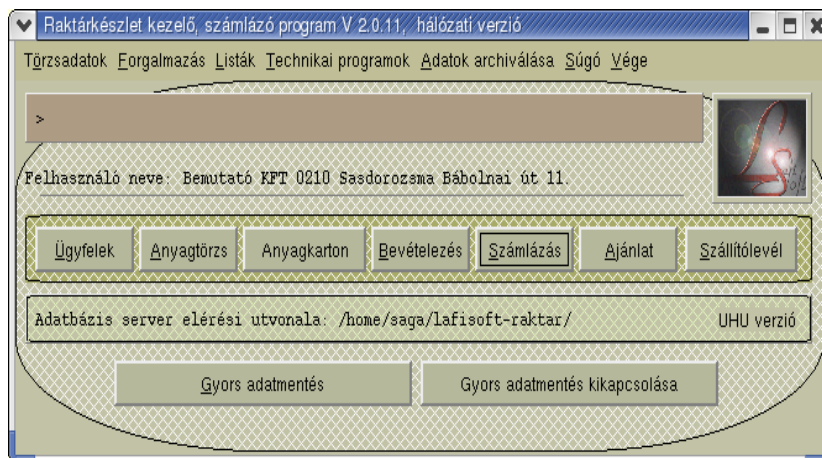 Raktárkészlet kezelő, számlázó program V 2.0.11, hálózati verzió
Törzsadatok Forgalmazás Listák Technikai programok Adatok archiválása Súgó Vége
>
Felhasználó neve: Bemutató KFT 0210 Sasdorozsma Bábolnai út 11.
Ügyfelek Anyagtörzs Anyagkarton Bevételezés Számlázás Ajánlat Szállítólevél
Adatbázis server elérési utvonala: /home/saga/lafisoft-raktar/ UHU verzió
Gyors adatmentés Gyors adatmentés kikapcsolása